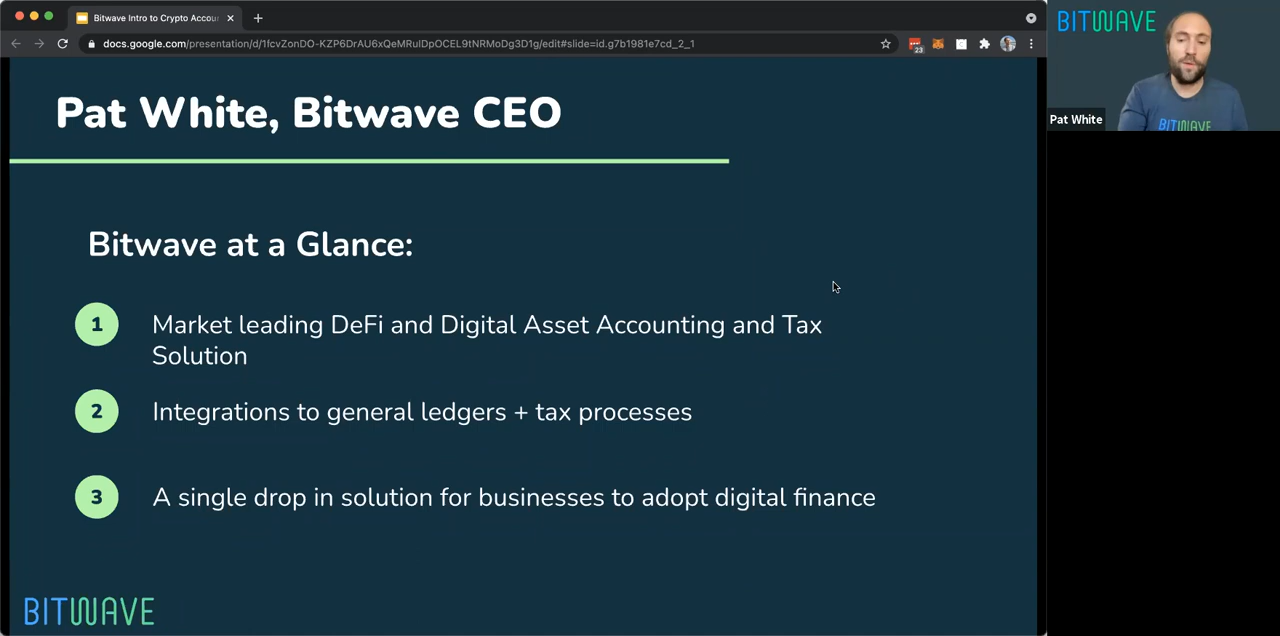 Bitwave Intro to Crypto Accou
docs.google.com/presentation/d/1fcvZonDO-KZP6DrAU6xQeMRulDpOCEL9tNRMoDg3D1g/edit#slide=id.g7b1981e7cd_2_1
23
BITWAVE
Pat White
BITWAVE
Pat White, Bitwave CEO
Bitwave at a Glance:
1 Market leading DeFi and Digital Asset Accounting and Tax
Solution
2 Integrations to general ledgers + tax processes
3 A single drop in solution for businesses to adopt digital finance
BITWAVE